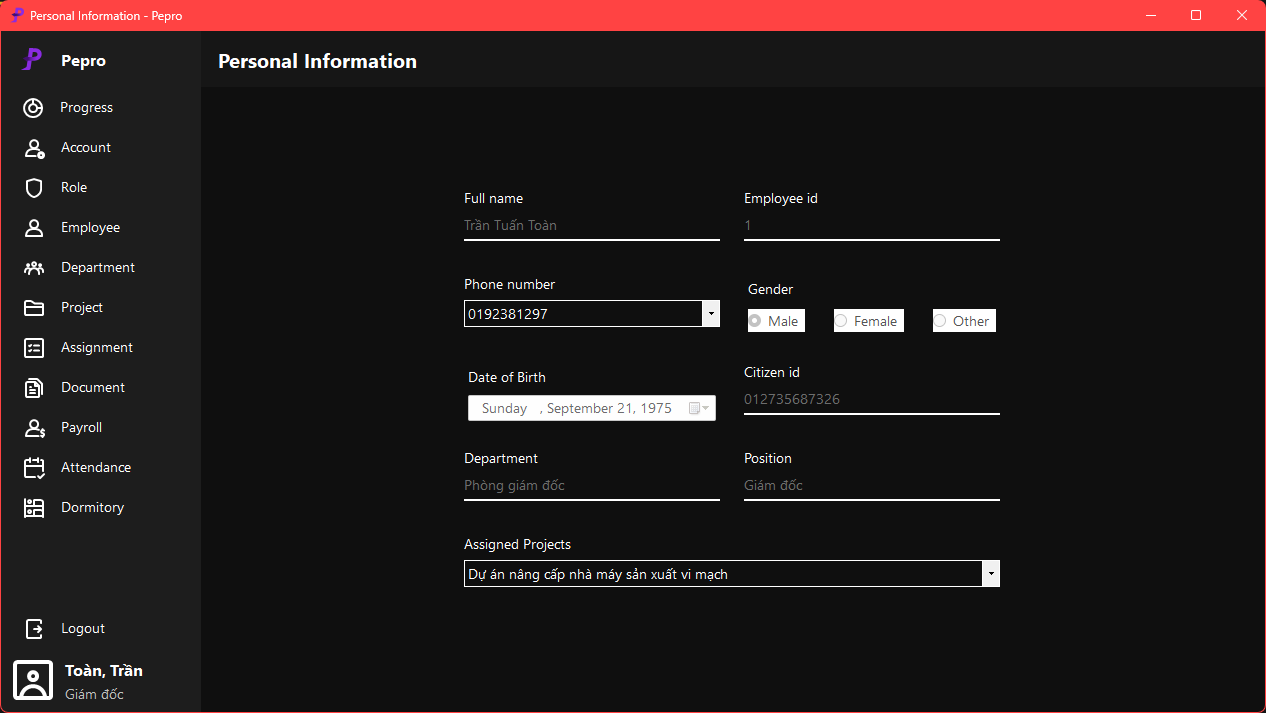 Personal Information - Pepro
Pepro
Progress
Account
Role
Employee
Department
Project
Assignment
Document
Payroll
Attendance
Dormitory
Logout
Toàn, Trần
Giám đốc
Personal Information
Full name
Trần Tuấn Toàn
Employee id
1
Phone number
0192381297
Gender
Male Female Other
Date of Birth
Sunday , September 21, 1975
Citizen id
012735687326
Department
Phòng giám đốc
Position
Giám đốc
Assigned Projects
Dự án nâng cấp nhà máy sản xuất vi mạch